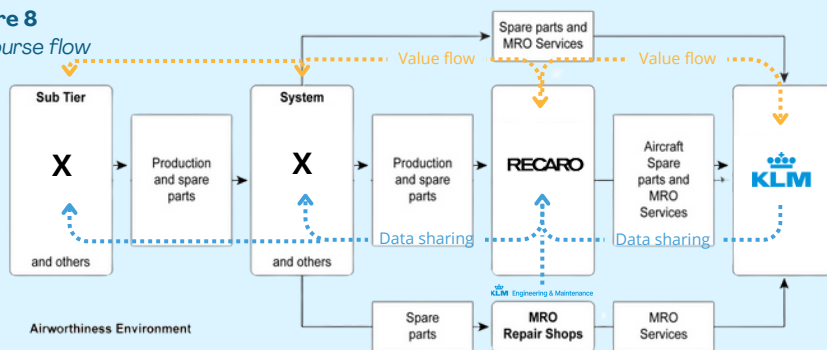 re 8
ourse flow
Spare parts and
MRO Services
Value flow
Value flow
Sub Tier
System
X
Production
and spare
parts
X
Production
and spare
parts
RECARO
Aircraft
Spare
parts and
MRO
Services
KLM
Data sharing
Data sharing
and others
and others
KLM Engineering & Maintenance
Airworthiness Environment
Spare
parts
MRO
Repair Shops
MRO
Services